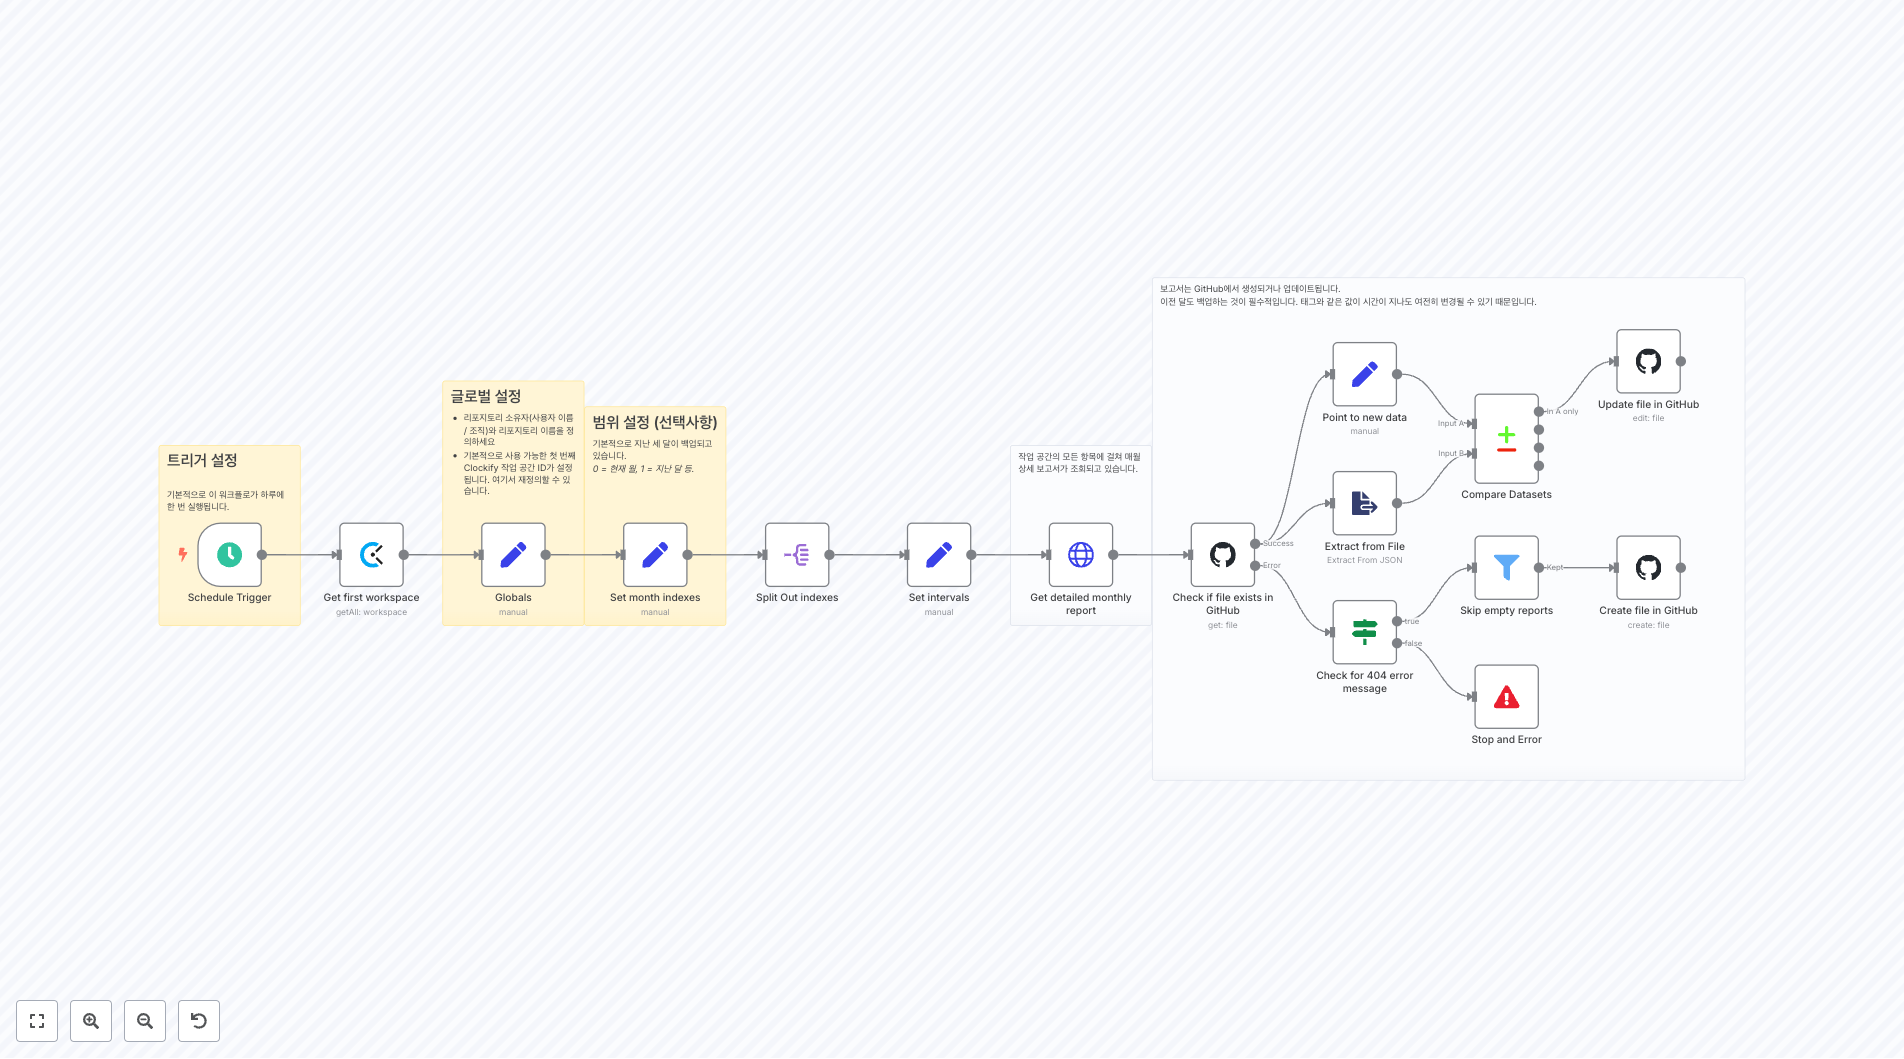 트리거 설정
기본적으로 이 워크플로가 하루에
한 번 실행됩니다.
Schedule Trigger
Get first workspace
getAll: workspace
글로벌 설정
• 리포지토리 소유자(사용자 이름
/ 조직)와 리포지토리 이름을 정
의하세요
• 기본적으로 사용 가능한 첫 번째
Clockify 작업 공간 ID가 설정
됩니다. 여기서 재정의할 수 있
습니다.
Globals
manual
범위 설정 (선택사항)
기본적으로 지난 세 달이 백업되고
있습니다.
0 = 현재 월, 1 = 지난 달 등.
Set month indexes
manual
Split Out indexes
Set intervals
manual
작업 공간의 모든 항목에 걸쳐 매월
상세 보고서가 조회되고 있습니다.
Get detailed monthly
report
보고서는 GitHub에서 생성되거나 업데이트됩니다.
이전 달도 백업하는 것이 필수적입니다. 태그와 같은 값이 시간이 지나도 여전히 변경될 수 있기 때문입니다.
Check if file exists in
GitHub
get: file
Success
Error
Point to new data
manual
Extract from File
Extract From JSON
Check for 404 error
message
true
false
Input A
Input B
Compare Datasets
In A only
Update file in GitHub
edit: file
Skip empty reports
Kept
Create file in GitHub
create: file
Stop and Error